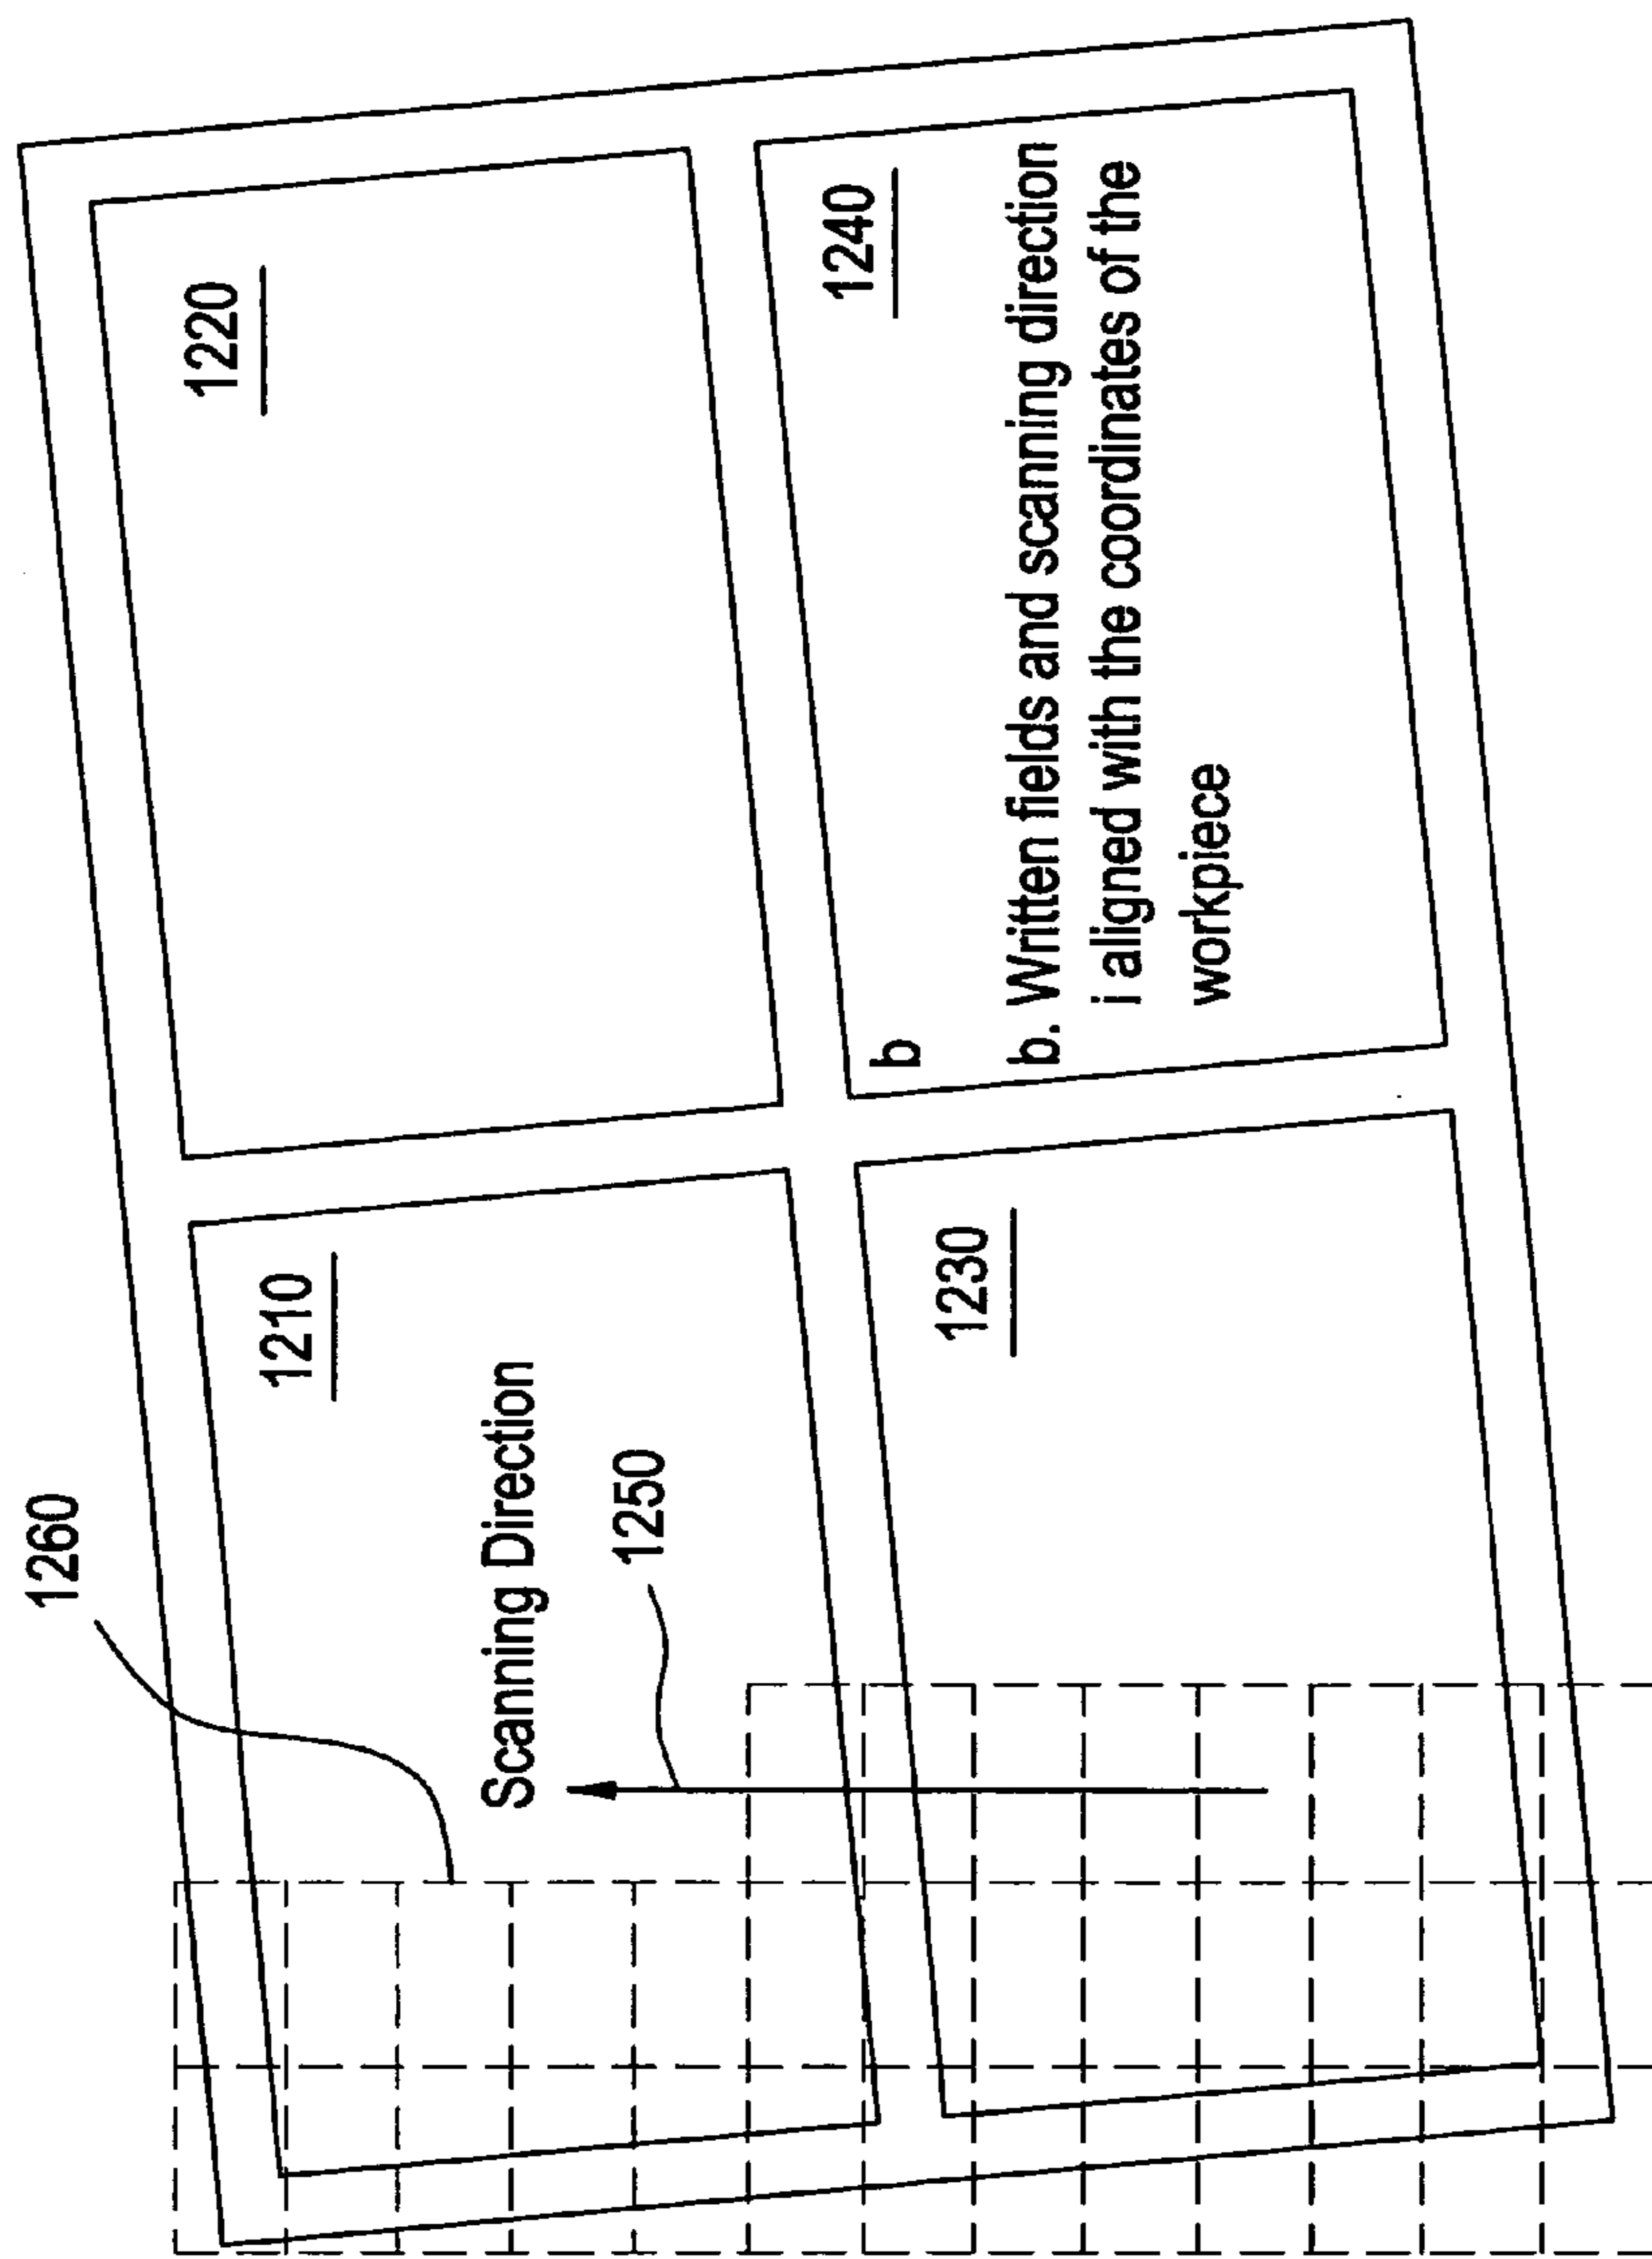 1260
1210
1220
Scanning Direction
1250
1230
1240
b
b. Written fields and scanning direction
i aligned with the coordinates of the
workpiece